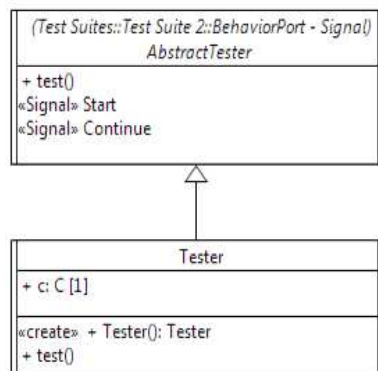 (Test Suites::Test Suite 2::BehaviorPort - Signal)
AbstractTester
+ test()
«Signal» Start
«Signal» Continue
Tester
+ c: C [1]
«create» + Tester(): Tester
+ test()